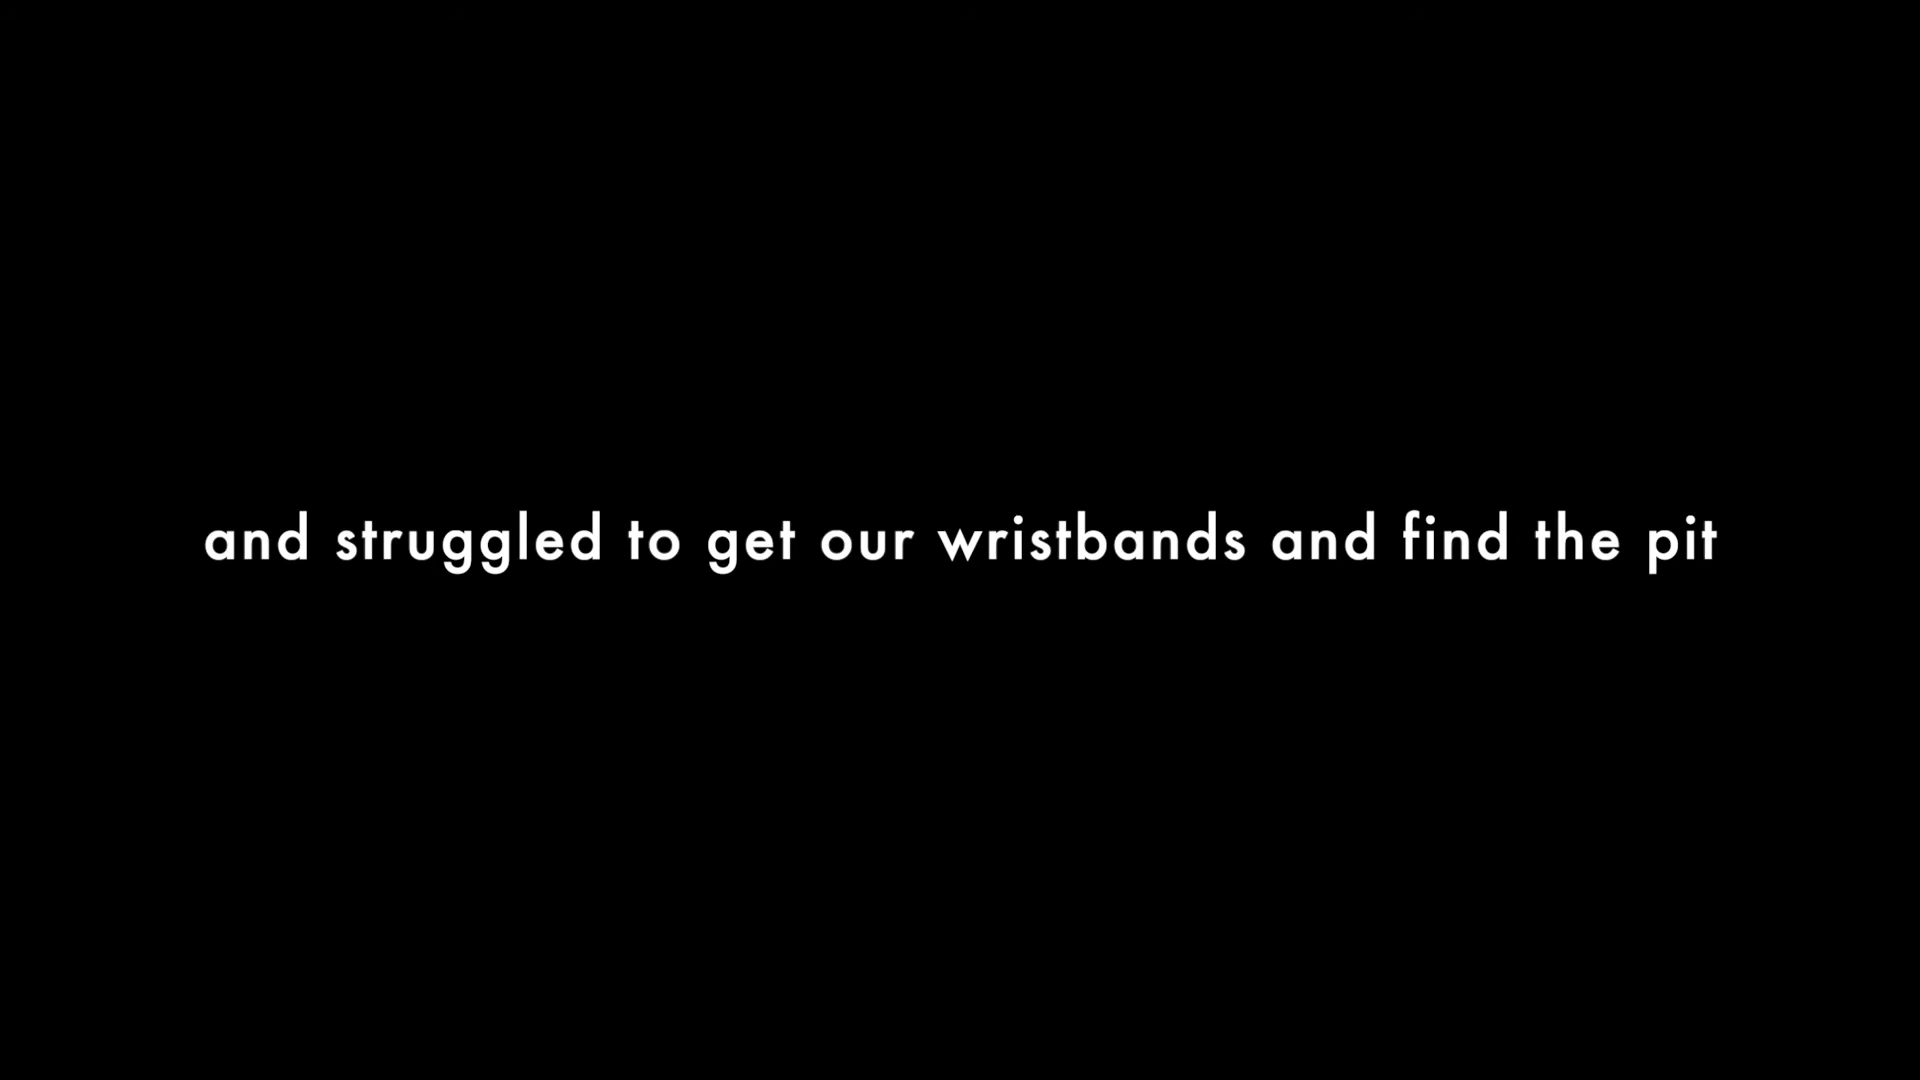 and struggled to get our wristbands and find the pit